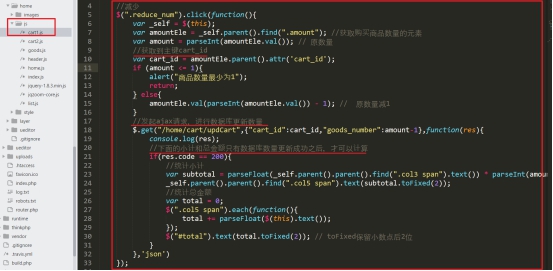 home
images
js
cart1.js
cart2.js
goods.js
header.js
home.js
index.js
jquery-1.8.3.min.js
jqzoom-core.js
list.js
style
layer
ueditor
.gitignore
ueditor
uploads
.htaccess
favicon.ico
index.php
log.txt
robots.txt
router.php
runtime
thinkphp
vendor
.gitignore
.travis.yml
4 //减少
5 $(".reduce_num").click(function(){
6 var _self = $(this);
7 var amountEle = _self.parent().find(".amount"); //获取购买商品数量的元素
8 var amount = parseInt(amountEle.val()); // 原数量
9 //获取到主键cart_id
10 var cart_id = amountEle.parent().attr('cart_id');
11 if (amount <= 1){
12 alert("商品数量最少为1");
13 return;
14 } else{
15 amountEle.val(parseInt(amountEle.val()) - 1); // 原数量减1
16 }
17 //发起ajax请求，进行数据库更新数量
18 $.get("/home/cart/updCart",{"cart_id":cart_id,"goods_number":amount-1},function(res){
19 console.log(res);
20 //下面的小计和总金额只有数据库数量更新成功之后，才可以计算
21 if(res.code == 200){
22 //统计小计
23 var subtotal = parseFloat(_self.parent().parent().find(".col3 span").text()) * parseInt(amou
24 _self.parent().parent().find(".col5 span").text(subtotal.toFixed(2));
25 //统计总金额
26 var total = 0;
27 $(".col5 span").each(function(){
28 total += parseFloat($(this).text());
29 });
30 $("#total").text(total.toFixed(2)); // toFixed保留小数点后2位
31 }
32 },'json')
33 });